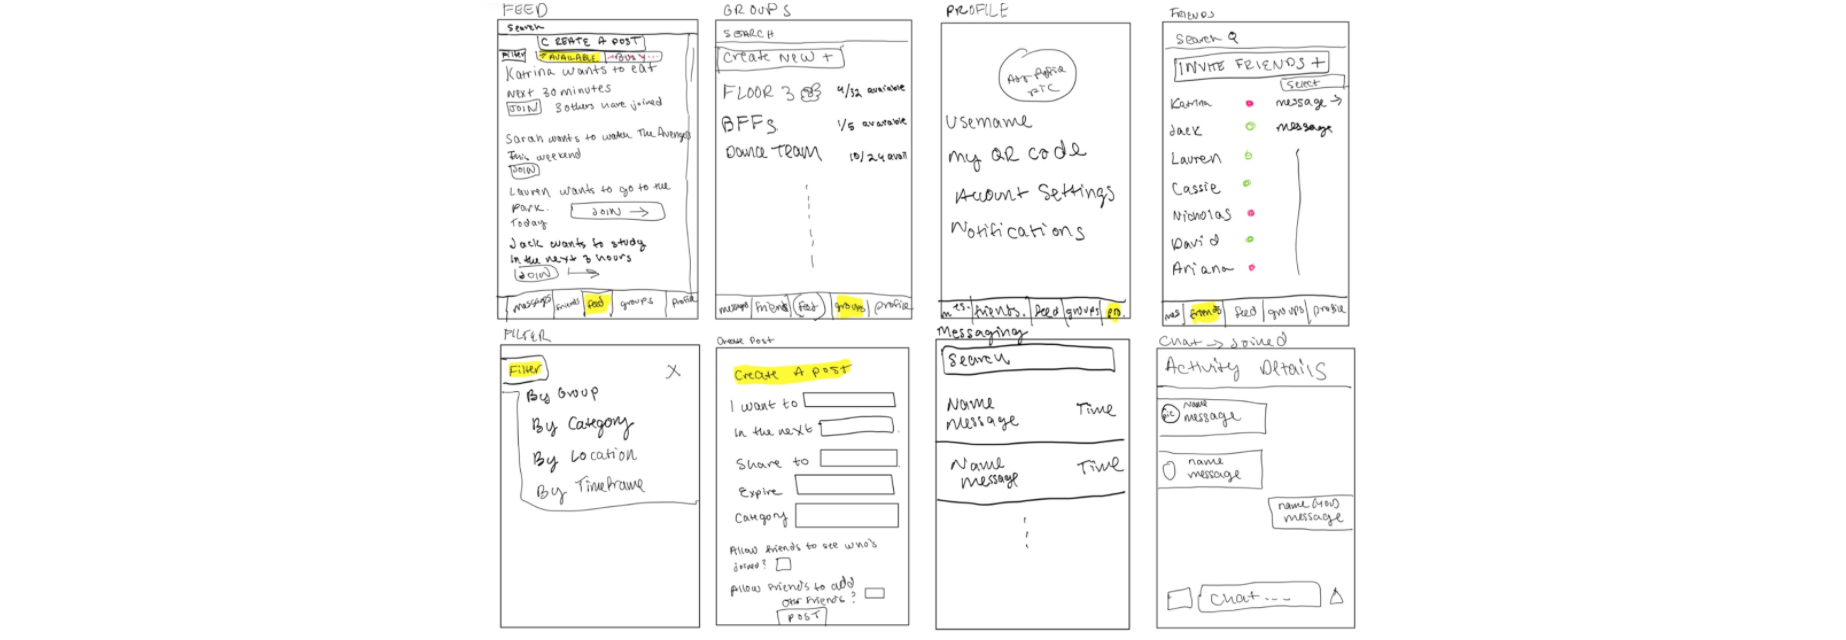 FEED
Search
CREATE A POST
Filter
AVAILABLE
BUSY...
Katrina wants to eat
next 30 minutes
JOIN 3 others have joined
Sarah wants to watch The Avengers
This weekend
JOIN
Lauren wants to go to the
park.
JOIN →
Today
Jack wants to study
in the next 3 hours
JOIN
messages friends feed groups profile
GROUPS
SEARCH
Create New +
FLOOR 3 4/32 available
BFFs 1/5 available
Dance Team 10/24 avail
messages friends feed groups profile
PROFILE
pic
Username
My QR code
Account Settings
Notifications
friends. feed groups pro.
FRIENDS
Search
INVITE FRIENDS +
Select
Katrina message →
Jack message
Lauren
Cassie
Nicholas
David
Ariana
mes friends feed groups profile
FILTER
Filter X
By Group
By Category
By Location
By Timeframe
Create Post
Create A post
I want to
In the next
Share to
Expire
Category
Allow friends to see who's
joined?
Allow friends to add
other friends?
POST
Messaging
Search
Name Time
message
Name Time
message
Chat → Joined
Activity Details
pic Name
message
name
message
name (you)
message
Chat...